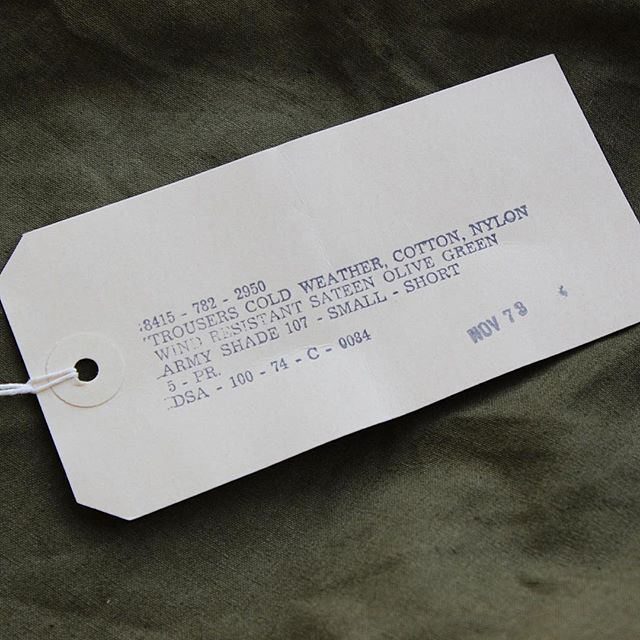 8415 - 782 - 2950
TROUSERS COLD WEATHER, COTTON, NYLON
WIND RESISTANT SATEEN OLIVE GREEN
ARMY SHADE 107 - SMALL - SHORT
5 - PR.
DSA - 100 - 74 - C - 0084
NOV 73